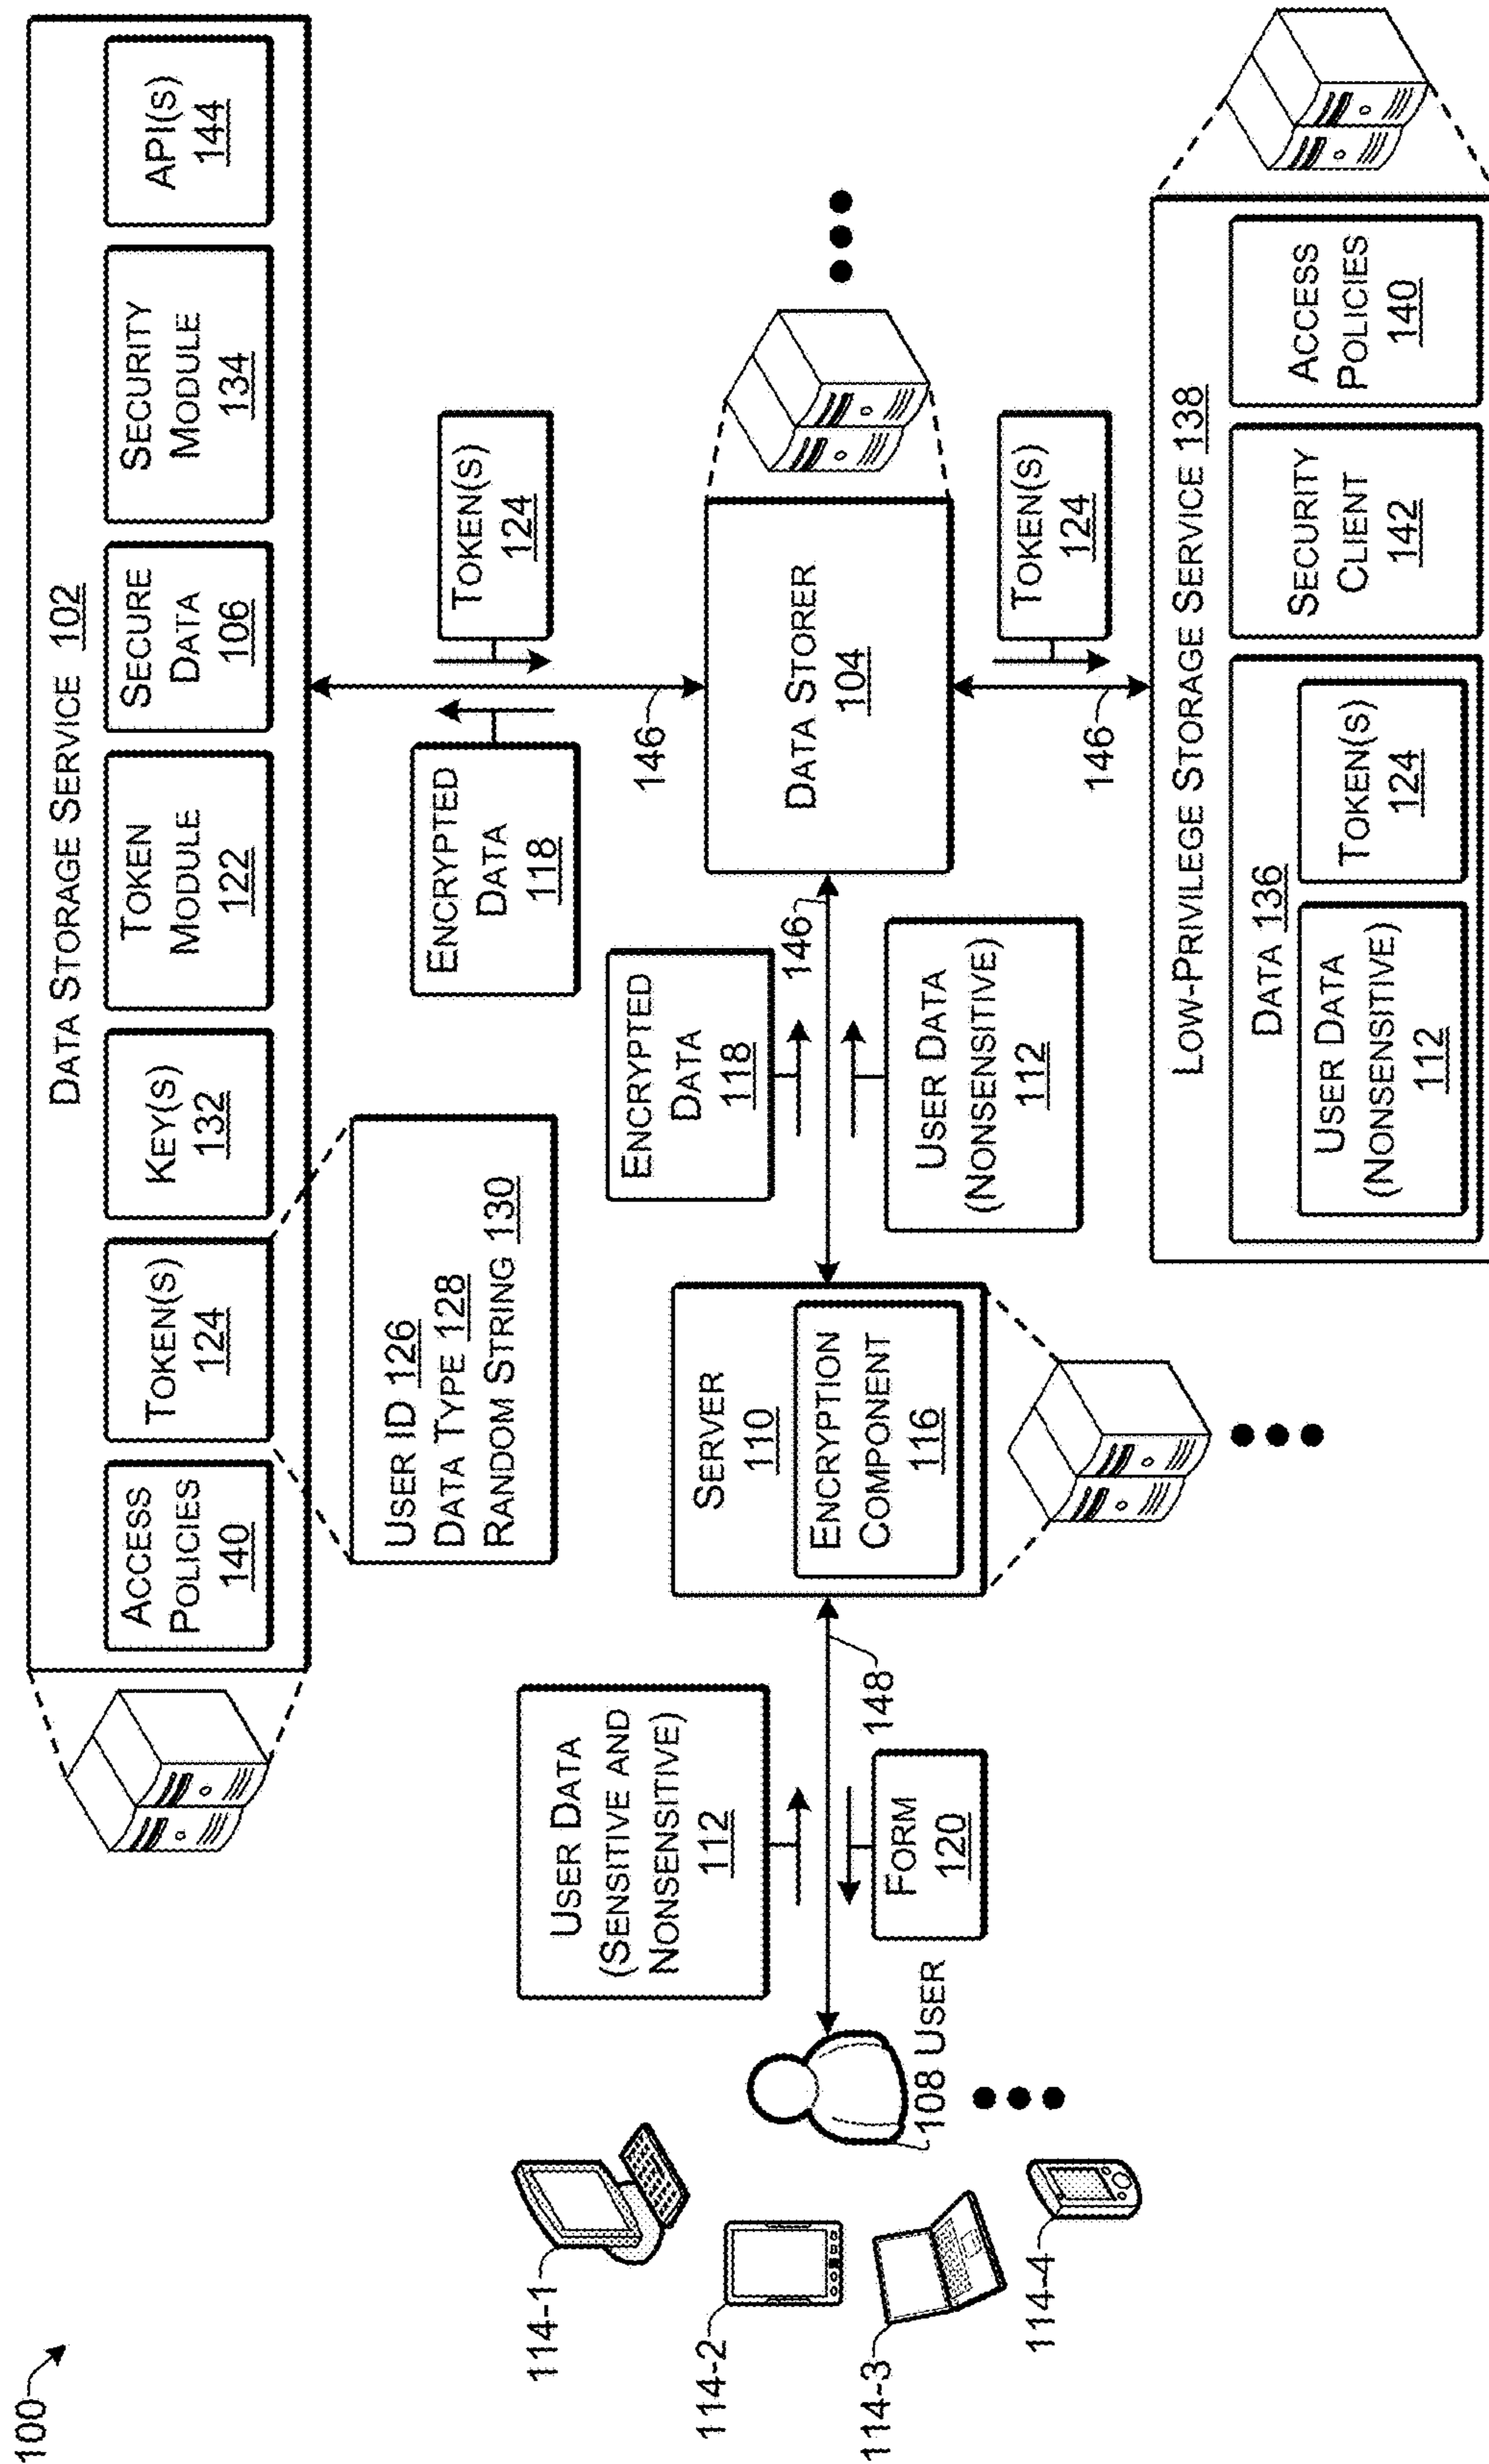 100
DATA STORAGE SERVICE 102
ACCESS
POLICIES
140
TOKEN(S)
124
KEY(S)
132
TOKEN
MODULE
122
SECURE
DATA
106
SECURITY
MODULE
134
API(S)
144
USER ID 126
DATA TYPE 128
RANDOM STRING 130
ENCRYPTED
DATA
118
TOKEN(S)
124
146
114-1
114-2
114-3
114-4
108 USER
USER DATA
(SENSITIVE AND
NONSENSITIVE)
112
148
FORM
120
SERVER
110
ENCRYPTION
COMPONENT
116
ENCRYPTED
DATA
118
146
USER DATA
(NONSENSITIVE)
112
DATA STORER
104
TOKEN(S)
124
146
LOW-PRIVILEGE STORAGE SERVICE 138
DATA 136
USER DATA
(NONSENSITIVE)
112
TOKEN(S)
124
SECURITY
CLIENT
142
ACCESS
POLICIES
140